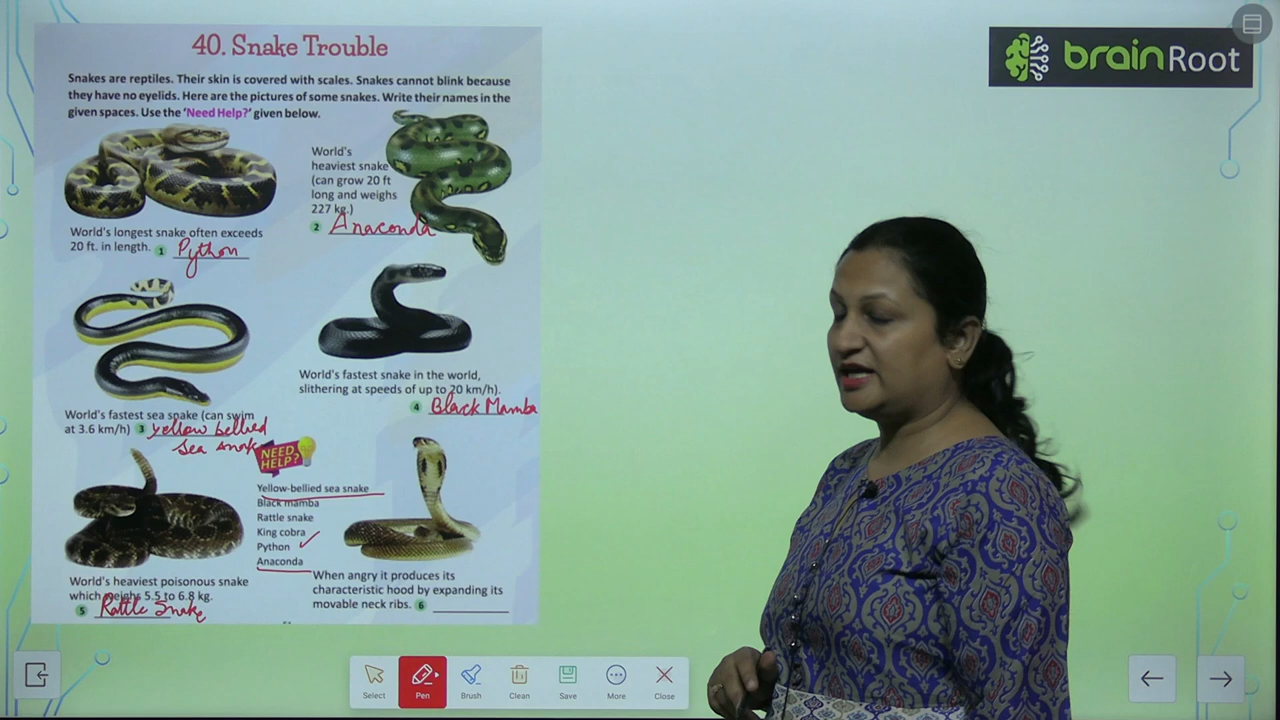 brainRoot
40. Snake Trouble
Snakes are reptiles. Their skin is covered with scales. Snakes cannot blink because
they have no eyelids. Here are the pictures of some snakes. Write their names in the
given spaces. Use the 'Need Help?' given below.
World's longest snake often exceeds
20 ft. in length. 1 Python
World's
heaviest snake
(can grow 20 ft
long and weighs
227 kg.)
2 Anaconda
World's fastest sea snake (can swim
at 3.6 km/h) 3 yellow bellied
Sea Snake
World's fastest snake in the world,
slithering at speeds of up to 20 km/h).
4 Black Mamba
World's heaviest poisonous snake
which weighs 5.5 to 6.8 kg.
5 Rattle Snake
NEED
HELP?
Yellow-bellied sea snake
Black mamba
Rattle snake
King cobra
Python
Anaconda
When angry it produces its
characteristic hood by expanding its
movable neck ribs. 6
Select
Pen
Brush
Clean
Save
More
Close